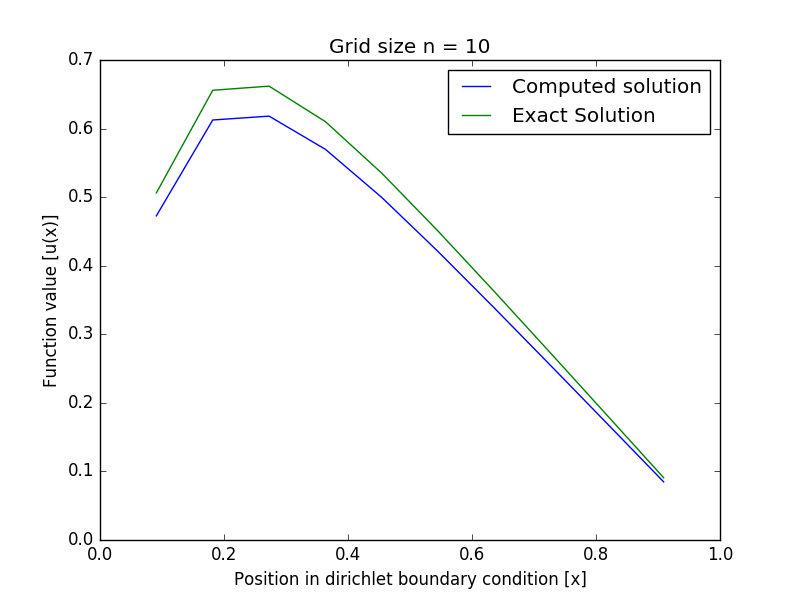 Grid size n = 10
Computed solution
Exact Solution
0.7
0.6
0.5
0.4
0.3
0.2
0.1
0.0
Function value [u(x)]
0.0 0.2 0.4 0.6 0.8 1.0
Position in dirichlet boundary condition [x]